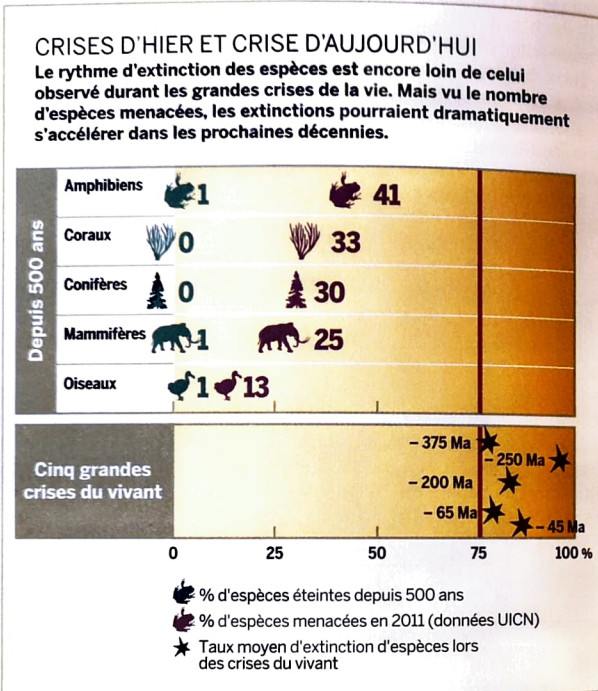 CRISES D'HIER ET CRISE D'AUJOURD'HUI
Le rythme d'extinction des espèces est encore loin de celui
observé durant les grandes crises de la vie. Mais vu le nombre
d'espèces menacées, les extinctions pourraient dramatiquement
s'accélérer dans les prochaines décennies.
Depuis 500 ans
Amphibiens 1 41
Coraux 0 33
Conifères 0 30
Mammifères 1 25
Oiseaux 1 13
Cinq grandes
crises du vivant
– 375 Ma
– 250 Ma
– 200 Ma
– 65 Ma
– 45 Ma
0 25 50 75 100 %
% d'espèces éteintes depuis 500 ans
% d'espèces menacées en 2011 (données UICN)
Taux moyen d'extinction d'espèces lors
des crises du vivant